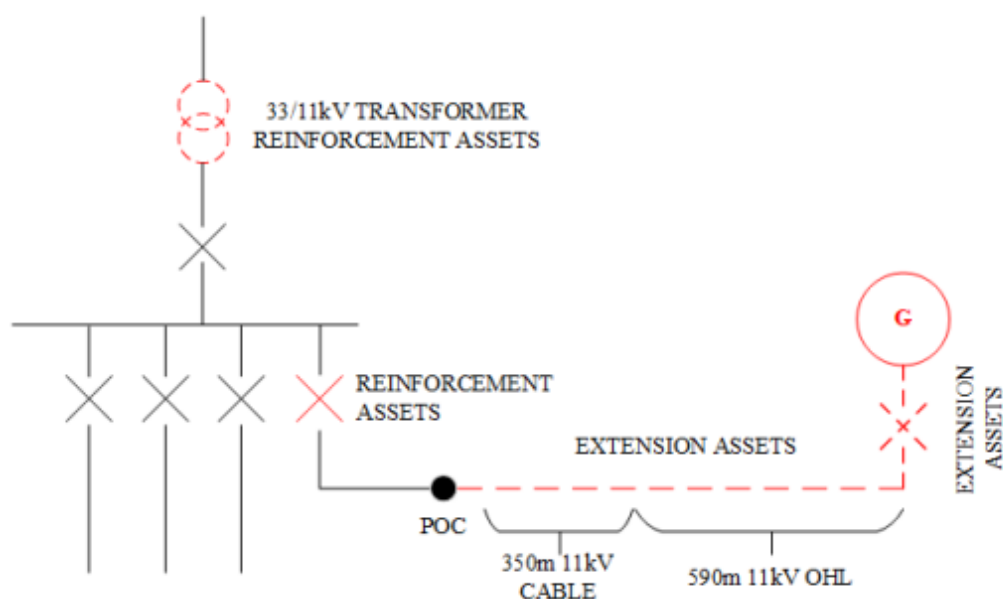 33/11kV TRANSFORMER
REINFORCEMENT ASSETS
G
REINFORCEMENT
ASSETS
EXTENSION ASSETS
EXTENSION
ASSETS
POC
350m 11kV
CABLE
590m 11kV OHL